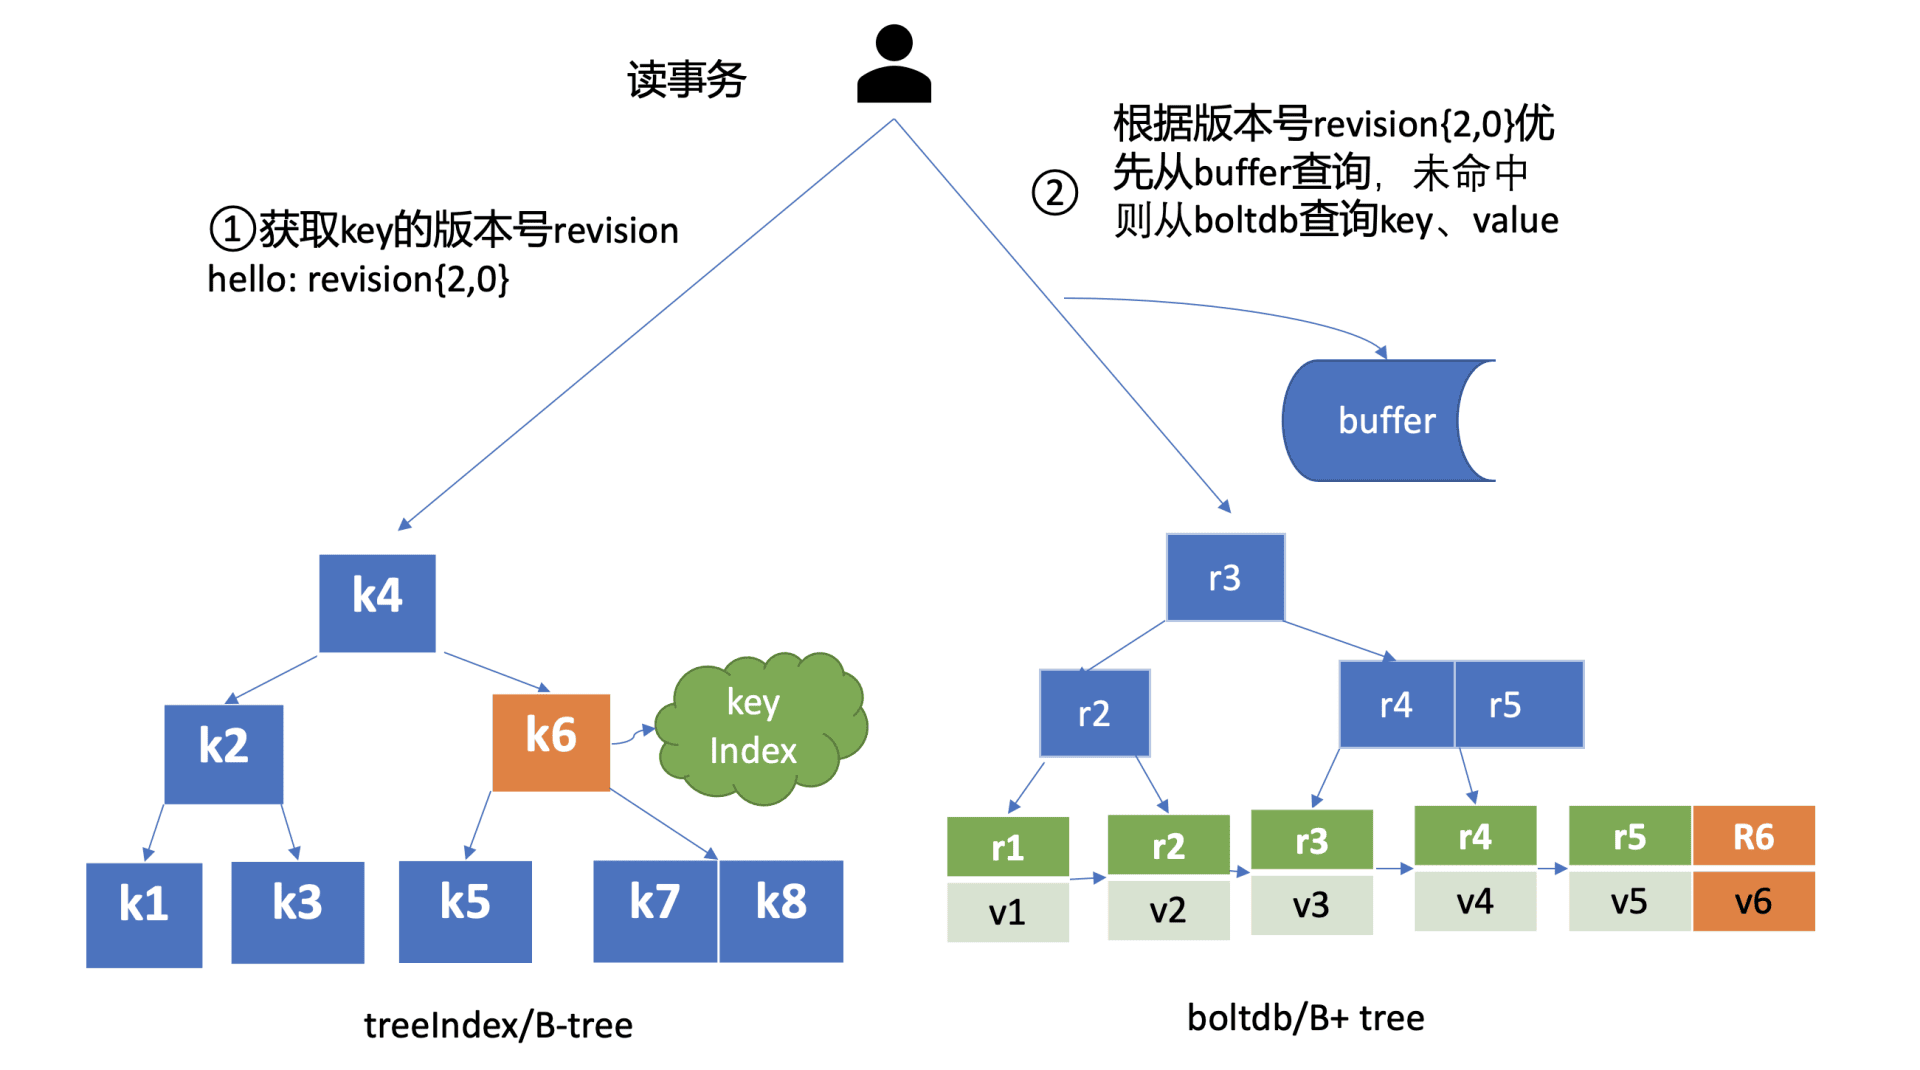 读事务
①获取key的版本号revision
hello: revision{2,0}
②
根据版本号revision{2,0}优
先从buffer查询，未命中
则从boltdb查询key、value
buffer
k4
k2
k6
key
Index
k1
k3
k5
k7
k8
treeIndex/B-tree
r3
r2
r4
r5
r1
r2
r3
r4
r5
R6
v1
v2
v3
v4
v5
v6
boltdb/B+ tree